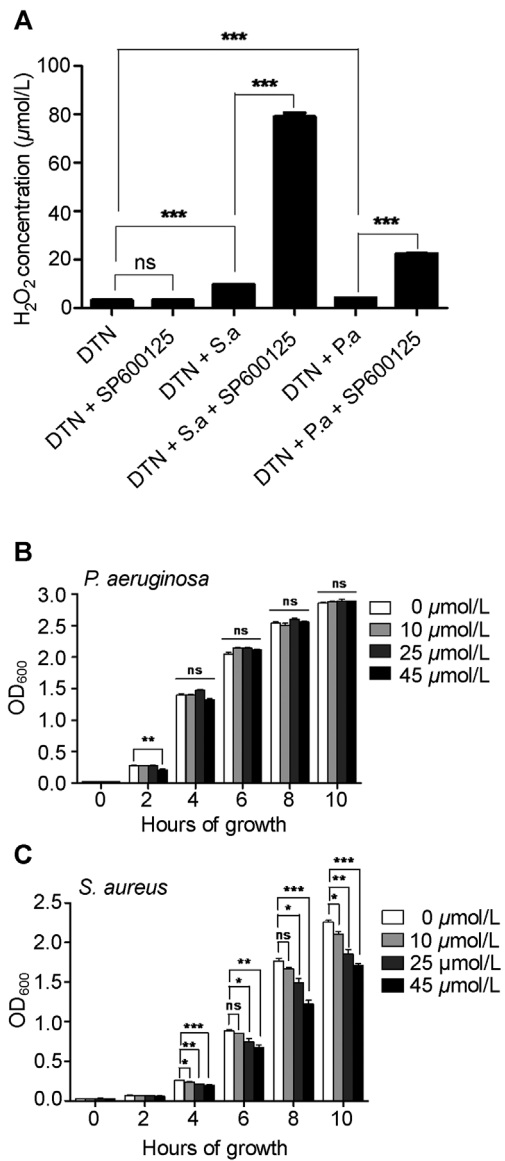 A
H₂O₂ concentration (µmol/L)
100
80
60
40
20
0
***
***
***
***
ns
DTN
DTN + SP600125
DTN + S.a
DTN + S.a + SP600125
DTN + P.a
DTN + P.a + SP600125
B
P. aeruginosa
OD₆₀₀
3.0
2.5
2.0
1.5
1.0
0.5
0.0
**
ns
ns
ns
ns
0 µmol/L
10 µmol/L
25 µmol/L
45 µmol/L
0 2 4 6 8 10
Hours of growth
C
S. aureus
OD₆₀₀
2.5
2.0
1.5
1.0
0.5
0.0
***
**
*
**
*
ns
***
*
ns
***
**
*
0 µmol/L
10 µmol/L
25 µmol/L
45 µmol/L
0 2 4 6 8 10
Hours of growth